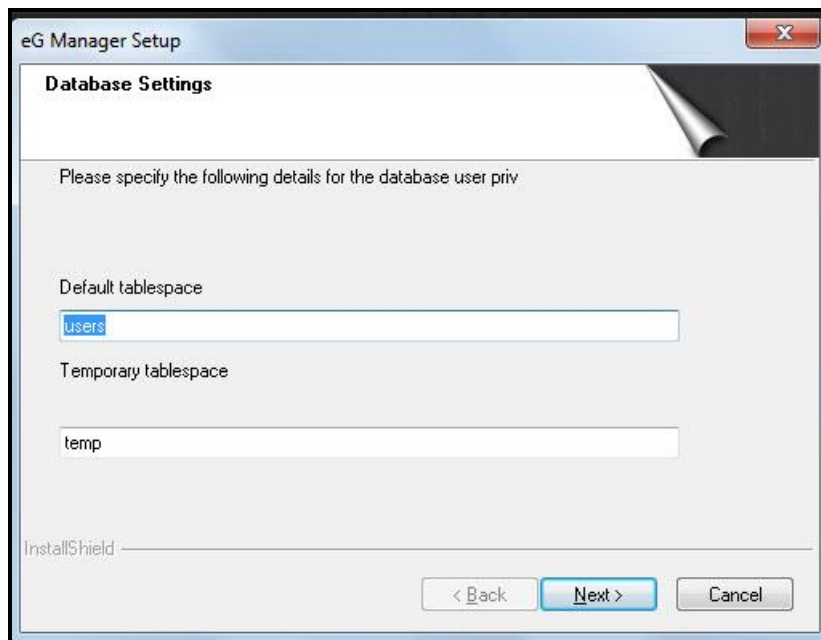 eG Manager Setup
X
Database Settings
Please specify the following details for the database user priv
Default tablespace
users
Temporary tablespace
temp
InstallShield
< Back
Next >
Cancel